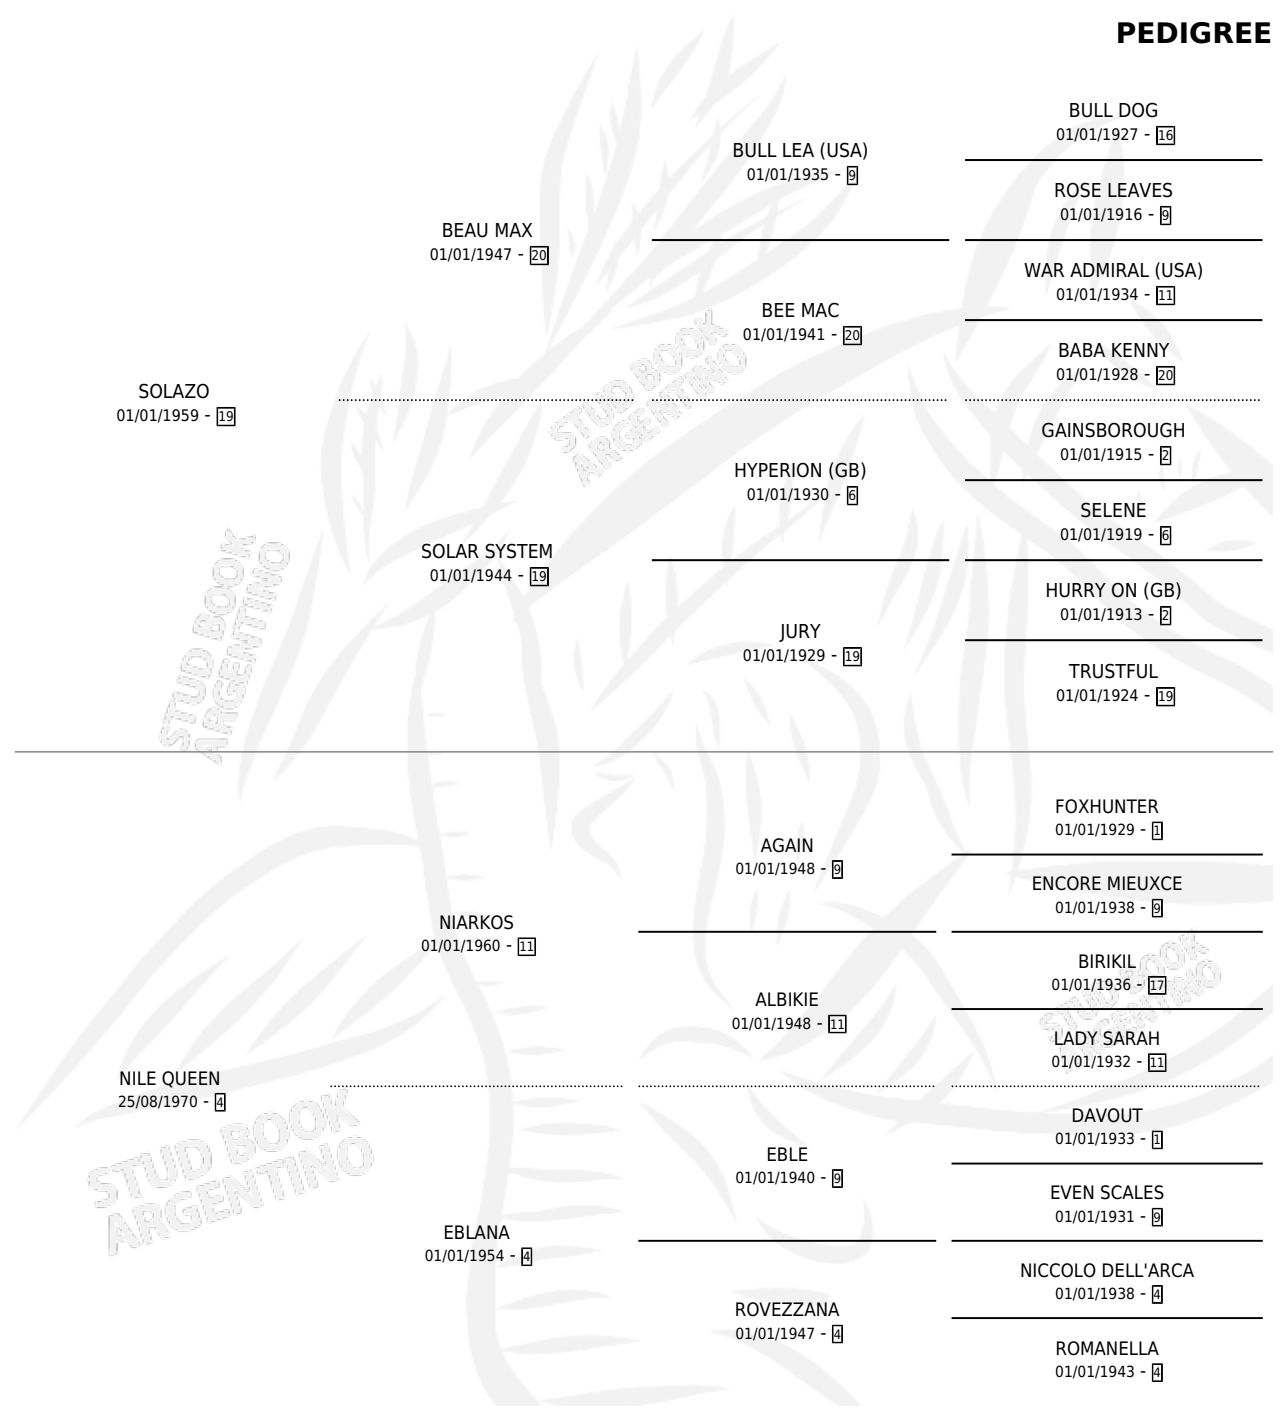 PEDIGREE
BULL DOG
01/01/1927 - 16
BULL LEA (USA)
01/01/1935 - 9
ROSE LEAVES
01/01/1916 - 9
BEAU MAX
01/01/1947 - 20
WAR ADMIRAL (USA)
01/01/1934 - 11
BEE MAC
01/01/1941 - 20
BABA KENNY
01/01/1928 - 20
SOLAZO
01/01/1959 - 19
STUD BOOK
ARGENTINO
GAINSBOROUGH
01/01/1915 - 2
HYPERION (GB)
01/01/1930 - 6
SELENE
01/01/1919 - 6
SOLAR SYSTEM
01/01/1944 - 19
HURRY ON (GB)
01/01/1913 - 2
JURY
01/01/1929 - 19
TRUSTFUL
01/01/1924 - 19
STUD BOOK
ARGENTINO
FOXHUNTER
01/01/1929 - 1
AGAIN
01/01/1948 - 9
ENCORE MIEUXCE
01/01/1938 - 9
NIARKOS
01/01/1960 - 11
BIRIKIL
01/01/1936 - 17
ALBIKIE
01/01/1948 - 11
LADY SARAH
01/01/1932 - 11
STUD BOOK
ARGENTINO
NILE QUEEN
25/08/1970 - 4
STUD BOOK
ARGENTINO
DAVOUT
01/01/1933 - 1
EBLE
01/01/1940 - 9
EVEN SCALES
01/01/1931 - 9
EBLANA
01/01/1954 - 4
NICCOLO DELL'ARCA
01/01/1938 - 4
ROVEZZANA
01/01/1947 - 4
ROMANELLA
01/01/1943 - 4